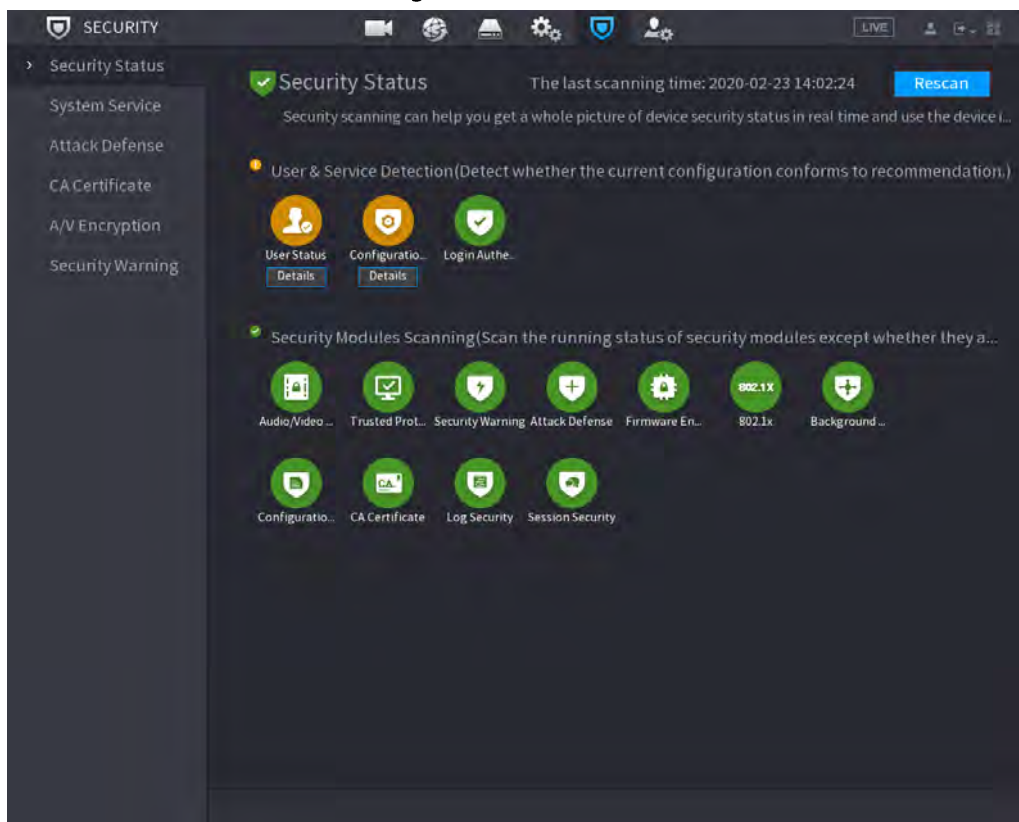 SECURITY
LIVE
Security Status
System Service
Attack Defense
CA Certificate
A/V Encryption
Security Warning
Security Status
The last scanning time: 2020-02-23 14:02:24
Rescan
Security scanning can help you get a whole picture of device security status in real time and use the device i...
User & Service Detection(Detect whether the current configuration conforms to recommendation.)
User Status
Configuratio...
Login Authe...
Details
Details
Security Modules Scanning(Scan the running status of security modules except whether they a...
802.1X
Audio/Video ...
Trusted Prot...
Security Warning
Attack Defense
Firmware En...
802.1x
Background ...
CA
Configuratio...
CA Certificate
Log Security
Session Security